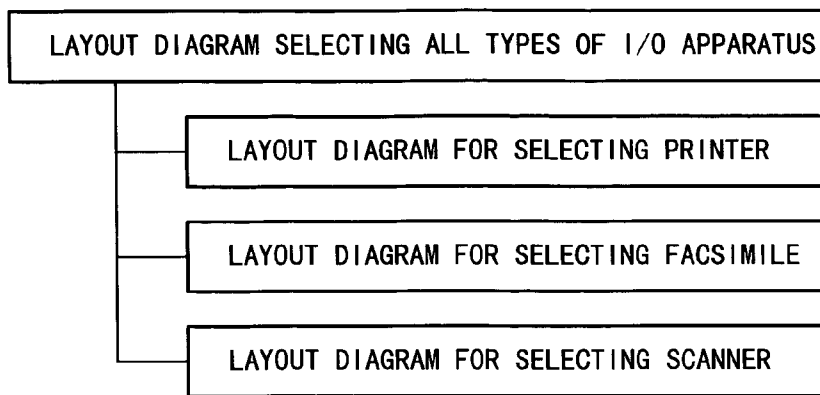 LAYOUT DIAGRAM SELECTING ALL TYPES OF I/O APPARATUS
LAYOUT DIAGRAM FOR SELECTING PRINTER
LAYOUT DIAGRAM FOR SELECTING FACSIMILE
LAYOUT DIAGRAM FOR SELECTING SCANNER